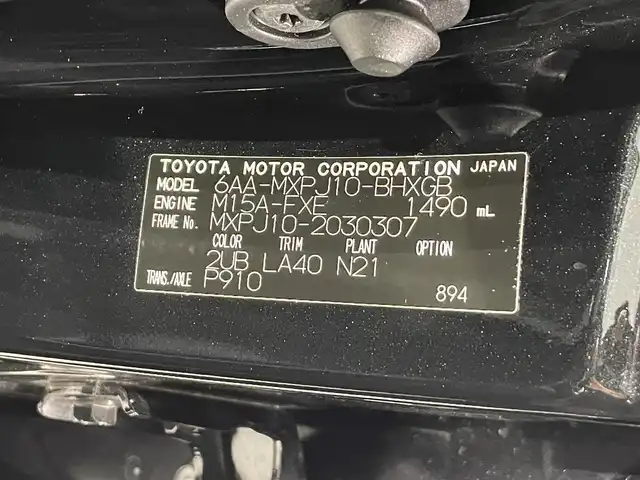 TOYOTA MOTOR CORPORATION JAPAN
MODEL 6AA-MXPJ10-BHXGB
ENGINE M15A-FXE 1490 mL
FRAME No. MXPJ10-2030307
COLOR TRIM PLANT OPTION
2UB LA40 N21
TRANS./AXLE P910
894